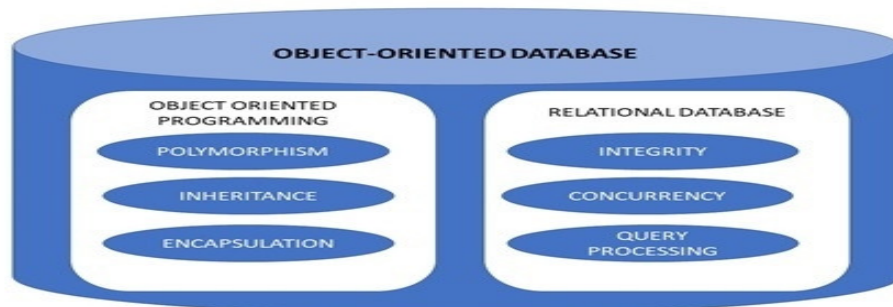 OBJECT-ORIENTED DATABASE
OBJECT ORIENTED
PROGRAMMING
POLYMORPHISM
INHERITANCE
ENCAPSULATION
RELATIONAL DATABASE
INTEGRITY
CONCURRENCY
QUERY
PROCESSING